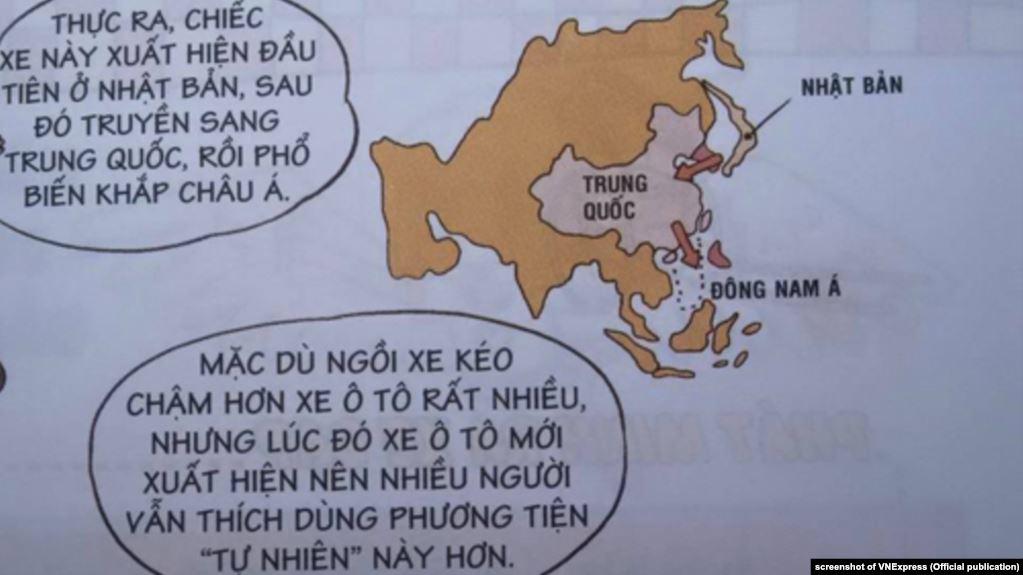 THỰC RA, CHIẾC
XE NÀY XUẤT HIỆN ĐẦU
TIÊN Ở NHẬT BẢN, SAU
ĐÓ TRUYỀN SANG
TRUNG QUỐC, RỒI PHỔ
BIẾN KHẮP CHÂU Á.
NHẬT BẢN
TRUNG
QUỐC
ĐÔNG NAM Á
MẶC DÙ NGỒI XE KÉO
CHẬM HƠN XE Ô TÔ RẤT NHIỀU,
NHƯNG LÚC ĐÓ XE Ô TÔ MỚI
XUẤT HIỆN NÊN NHIỀU NGƯỜI
VẪN THÍCH DÙNG PHƯƠNG TIỆN
“TỰ NHIÊN” NÀY HƠN.
screenshot of VNExpress (Official publication)